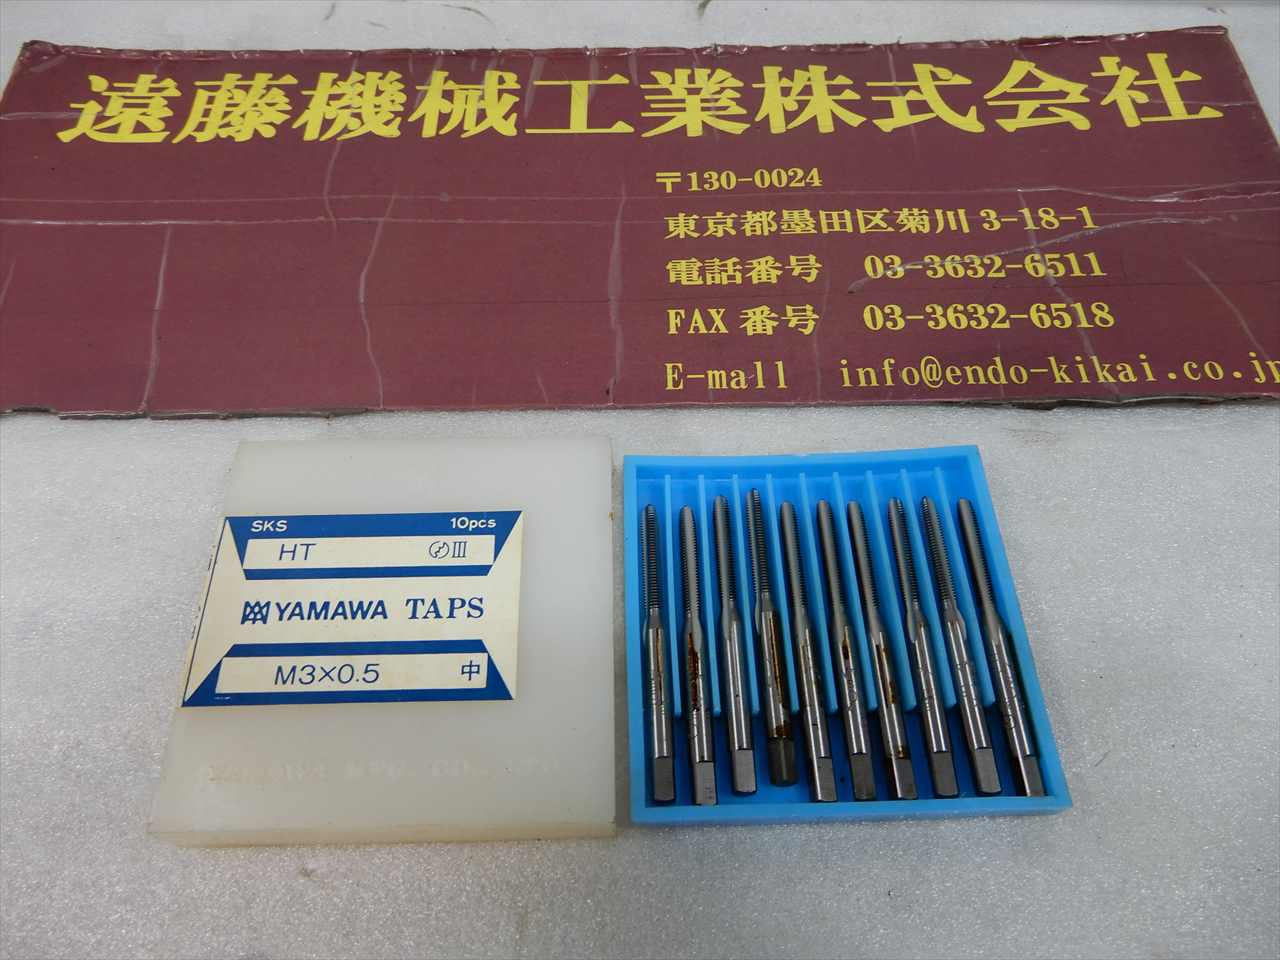 遠藤機械工業株式会社
〒130-0024
東京都墨田区菊川 3-18-1
電話番号 03-3632-6511
FAX 番号 03-3632-6518
E-mall info@endo-kikai.co.jp
SKS 10pcs
HT III
YAMAWA TAPS
M3×0.5 中